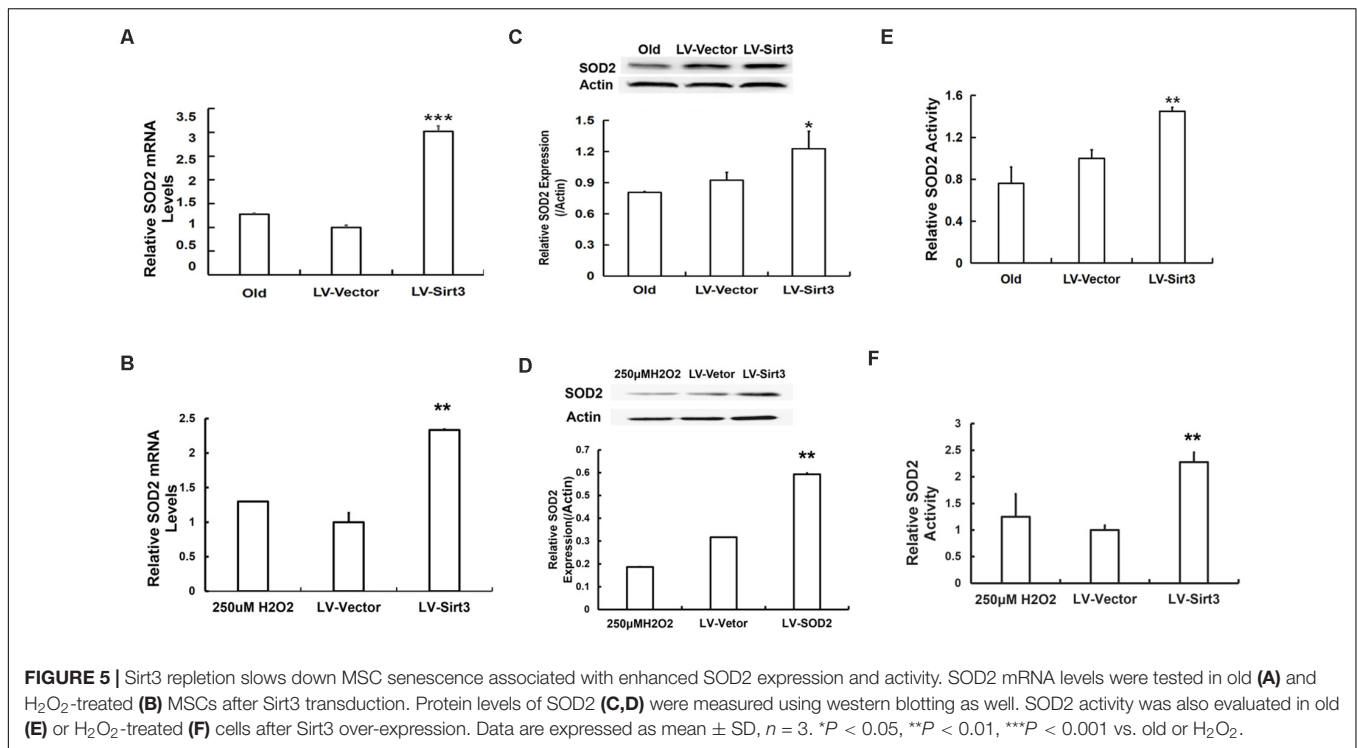 A
Relative SOD2 mRNA
Levels
3.5
3
2.5
2
1.5
1
0.5
0
***
Old LV-Vector LV-Sirt3
C
Old LV-Vector LV-Sirt3
SOD2
Actin
Relative SOD2 Expression
(/Actin)
1.5
1.2
0.9
0.6
0.3
0
*
Old LV-Vector LV-Sirt3
E
Relative SOD2 Activity
1.6
1.2
0.8
0.4
0
**
Old LV-Vector LV-Sirt3
B
Relative SOD2 mRNA
Levels
2.5
2
1.5
1
0.5
0
**
250uM H2O2 LV-Vector LV-Sirt3
D
250µMH2O2 LV-Vetor LV-Sirt3
SOD2
Actin
Relative SOD2
Expression(/Actin)
0.7
0.6
0.5
0.4
0.3
0.2
0.1
0
**
250µMH2O2 LV-Vetor LV-SOD2
F
Relative SOD2
Activity
3
2.5
2
1.5
1
0.5
0
**
250µM H2O2 LV-Vector LV-Sirt3
FIGURE 5 | Sirt3 repletion slows down MSC senescence associated with enhanced SOD2 expression and activity. SOD2 mRNA levels were tested in old (A) and
H₂O₂-treated (B) MSCs after Sirt3 transduction. Protein levels of SOD2 (C,D) were measured using western blotting as well. SOD2 activity was also evaluated in old
(E) or H₂O₂-treated (F) cells after Sirt3 over-expression. Data are expressed as mean ± SD, n = 3. *P < 0.05, **P < 0.01, ***P < 0.001 vs. old or H₂O₂.